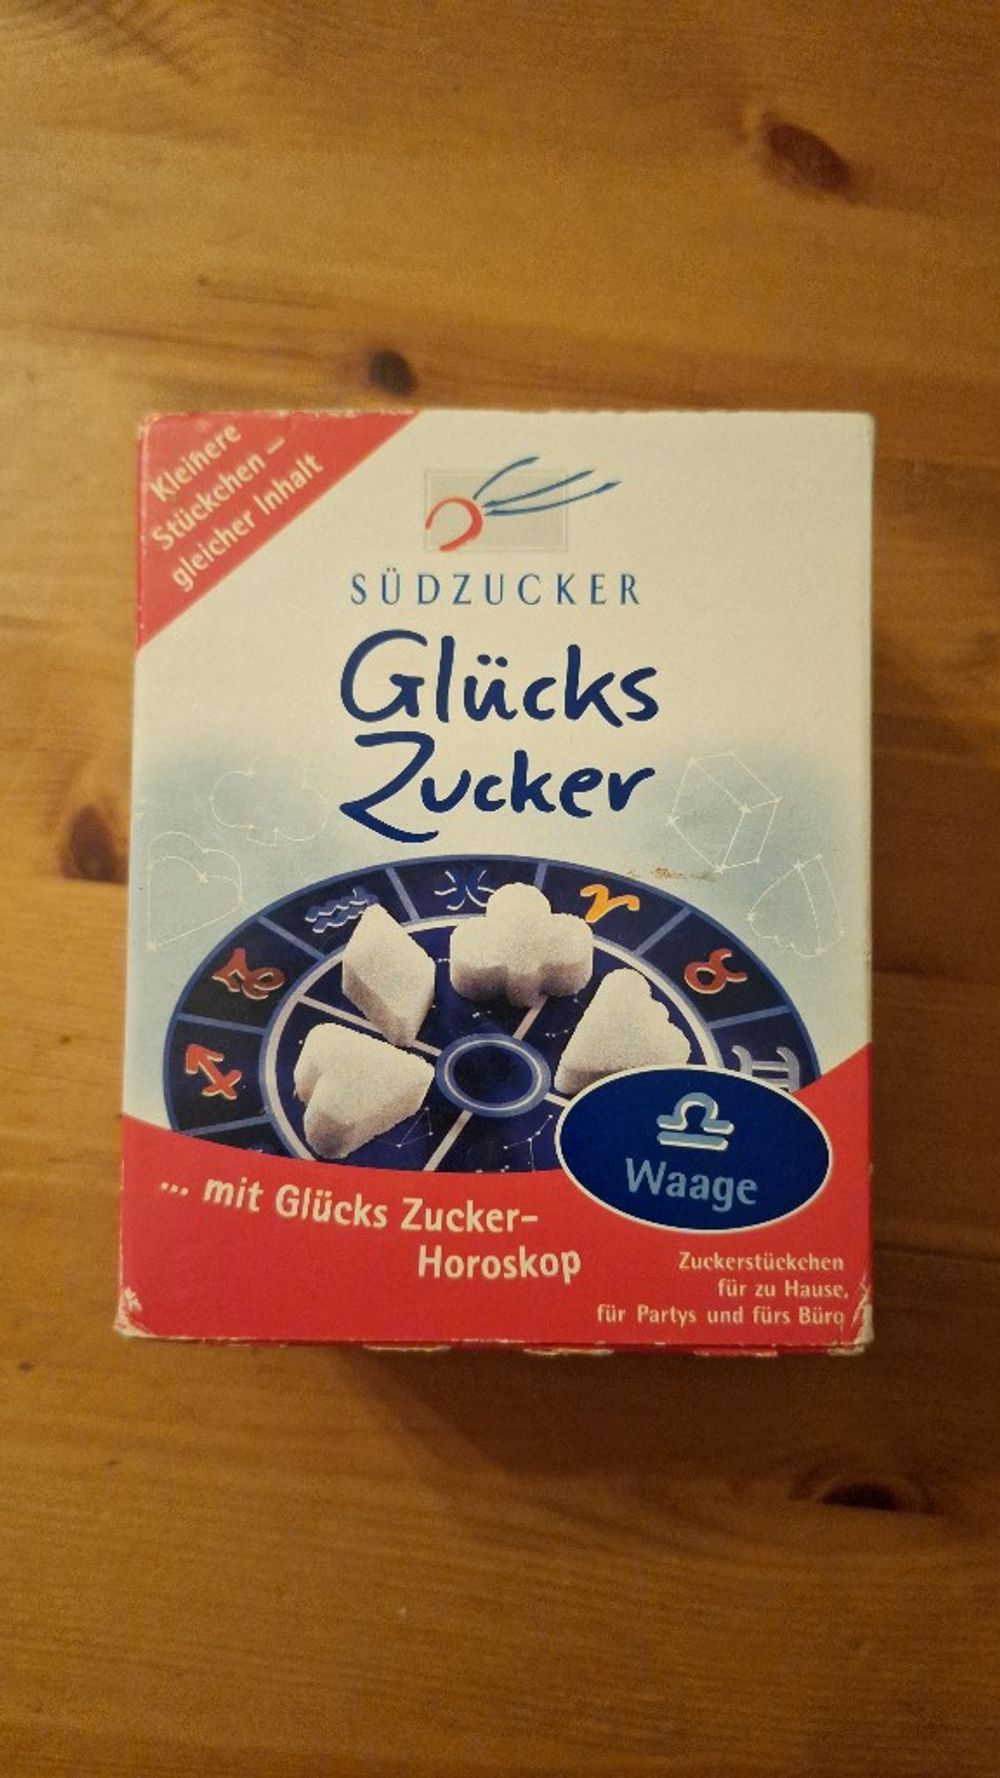 Kleinere
Stückchen –
gleicher Inhalt
SÜDZUCKER
Glücks
Zucker
Waage
... mit Glücks Zucker-
Horoskop
Zuckerstückchen
für zu Hause,
für Partys und fürs Büro